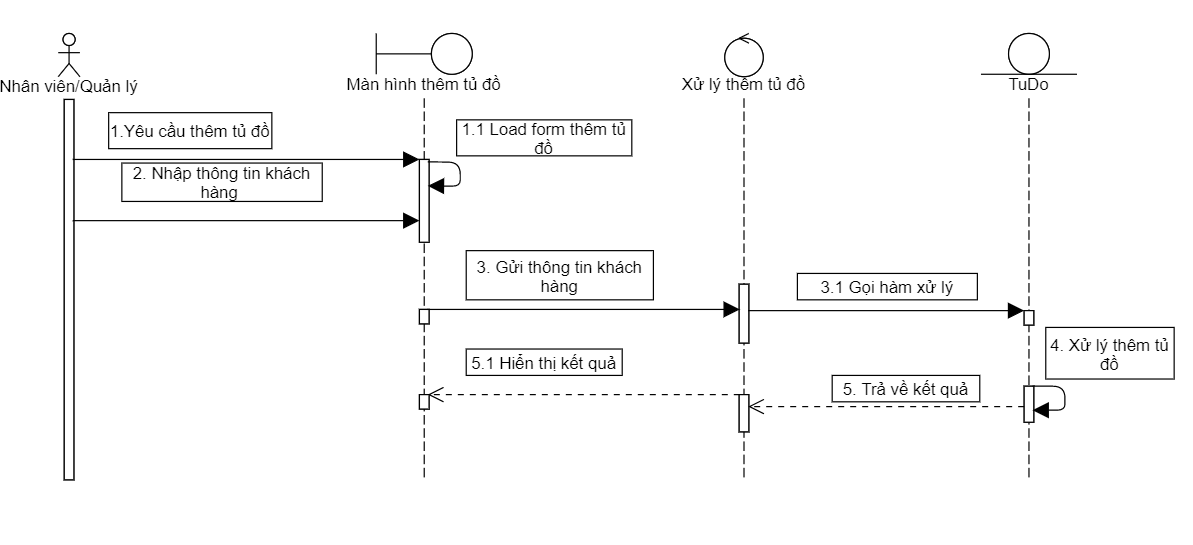 Nhân viên/Quản lý
Màn hình thêm tủ đồ
Xử lý thêm tủ đồ
TuDo
1.Yêu cầu thêm tủ đồ
1.1 Load form thêm tủ
đồ
2. Nhập thông tin khách
hàng
3. Gửi thông tin khách
hàng
3.1 Gọi hàm xử lý
4. Xử lý thêm tủ
đồ
5.1 Hiển thị kết quả
5. Trả về kết quả